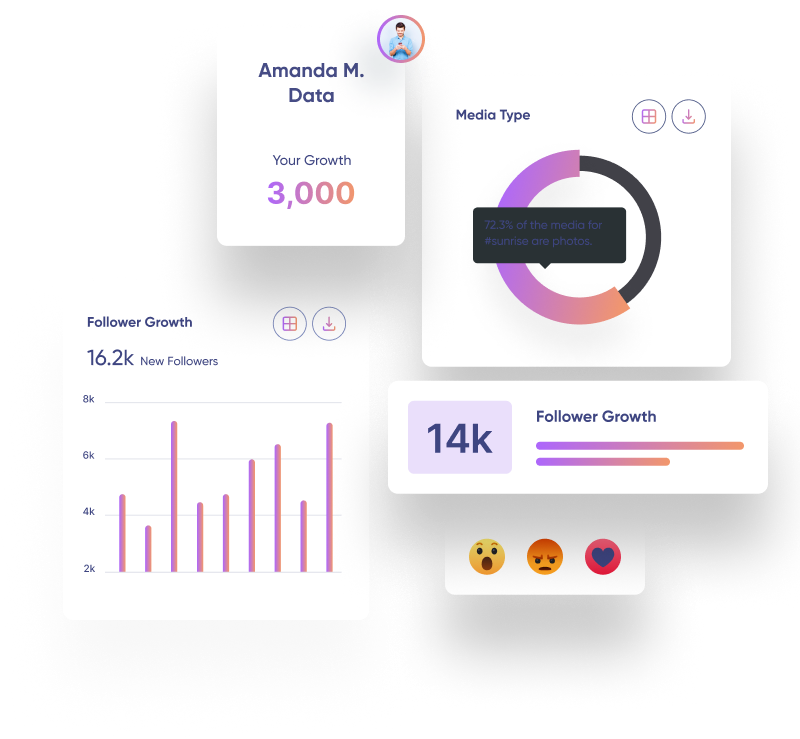 Amanda M.
Data
Your Growth
3,000
Media Type
72.3% of the media for
#sunrise are photos.
Follower Growth
16.2k New Followers
8k
6k
4k
2k
14k
Follower Growth